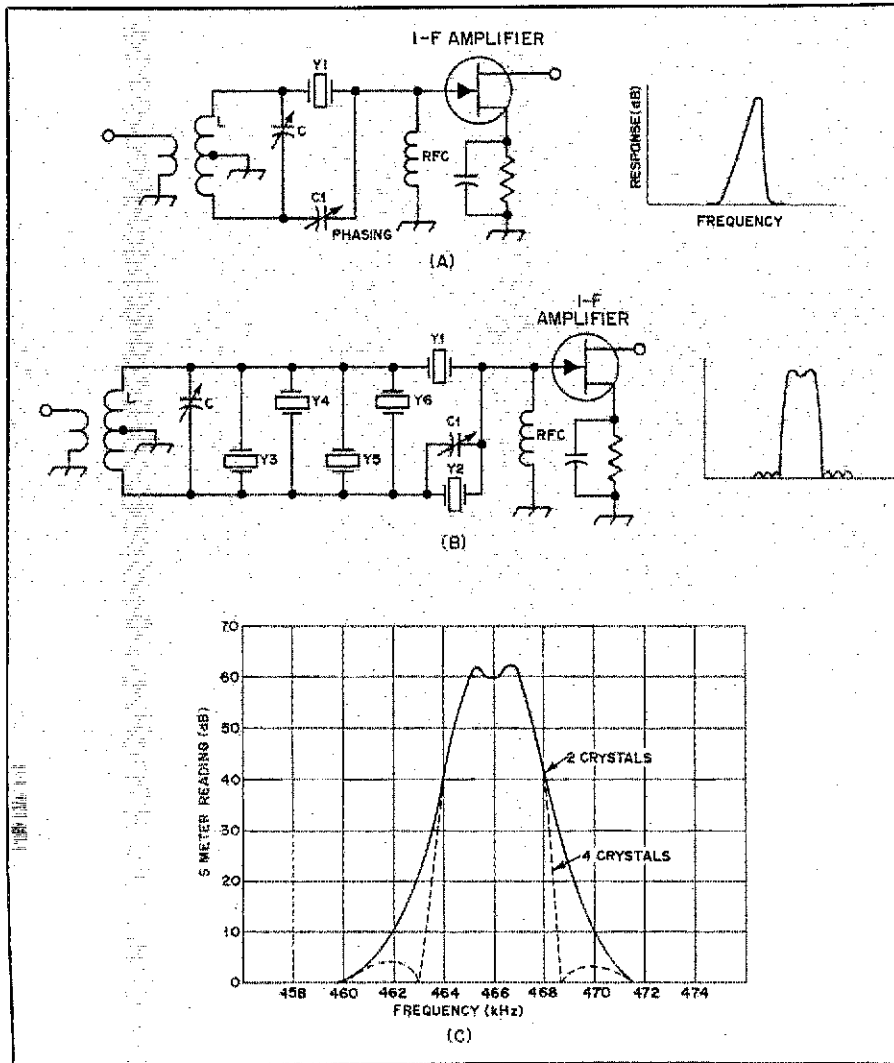 I-F AMPLIFIER
Y1
L
C
C1
PHASING
RFC
RESPONSE (dB)
FREQUENCY
(A)
I-F
AMPLIFIER
Y1
L
C
Y4
Y6
Y3
Y5
C1
Y2
RFC
(B)
70
60
50
40
30
20
10
0
S METER READING (dB)
2 CRYSTALS
4 CRYSTALS
458 460 462 464 466 468 470 472 474
FREQUENCY (kHz)
(C)